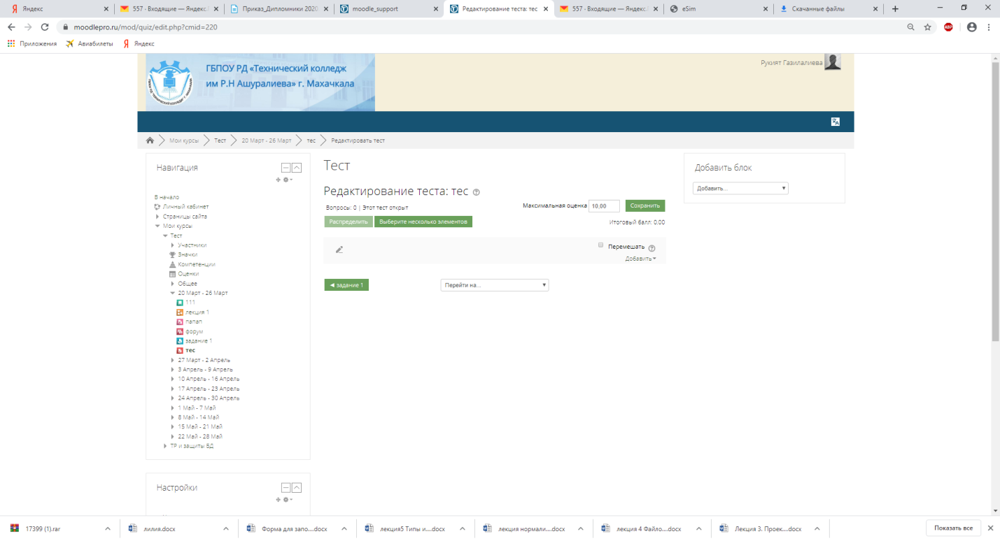 Яндекс
557 · Входящие — Яндекс.
Приказ_Дипломники 2020
moodle_support
Редактирование теста: тес
557 · Входящие — Яндекс.
eSim
Скачанные файлы
moodlepro.ru/mod/quiz/edit.php?cmid=220
ABP
Приложения
Авиабилеты
Яндекс
ГБПОУ РД «Технический колледж
им Р.Н Ашуралиева» г. Махачкала
Рукият Газилалиева
Мои курсы
Тест
20 Март - 26 Март
тес
Редактировать тест
Навигация
В начало
Личный кабинет
Страницы сайта
Мои курсы
Тест
Участники
Значки
Компетенции
Оценки
Общее
20 Март - 26 Март
111
лекция 1
папап
форум
задание 1
тес
27 Март - 2 Апрель
3 Апрель - 9 Апрель
10 Апрель - 16 Апрель
17 Апрель - 23 Апрель
24 Апрель - 30 Апрель
1 Май - 7 Май
8 Май - 14 Май
15 Май - 21 Май
22 Май - 28 Май
ТР и защиты БД
Настройки
Тест
Редактирование теста: тес
Вопросы: 0 | Этот тест открыт
Максимальная оценка 10,00 Сохранить
Распределить Выберите несколько элементов
Итоговый балл: 0,00
Перемешать
Добавить
◄ задание 1
Перейти на...
Добавить блок
Добавить...
17399 (1).rar
лилия.docx
Форма для запо....docx
лекция5 Типы и....docx
лекция нормали....docx
лекция 4 Файло....docx
Лекция 3. Проек....docx
Показать все